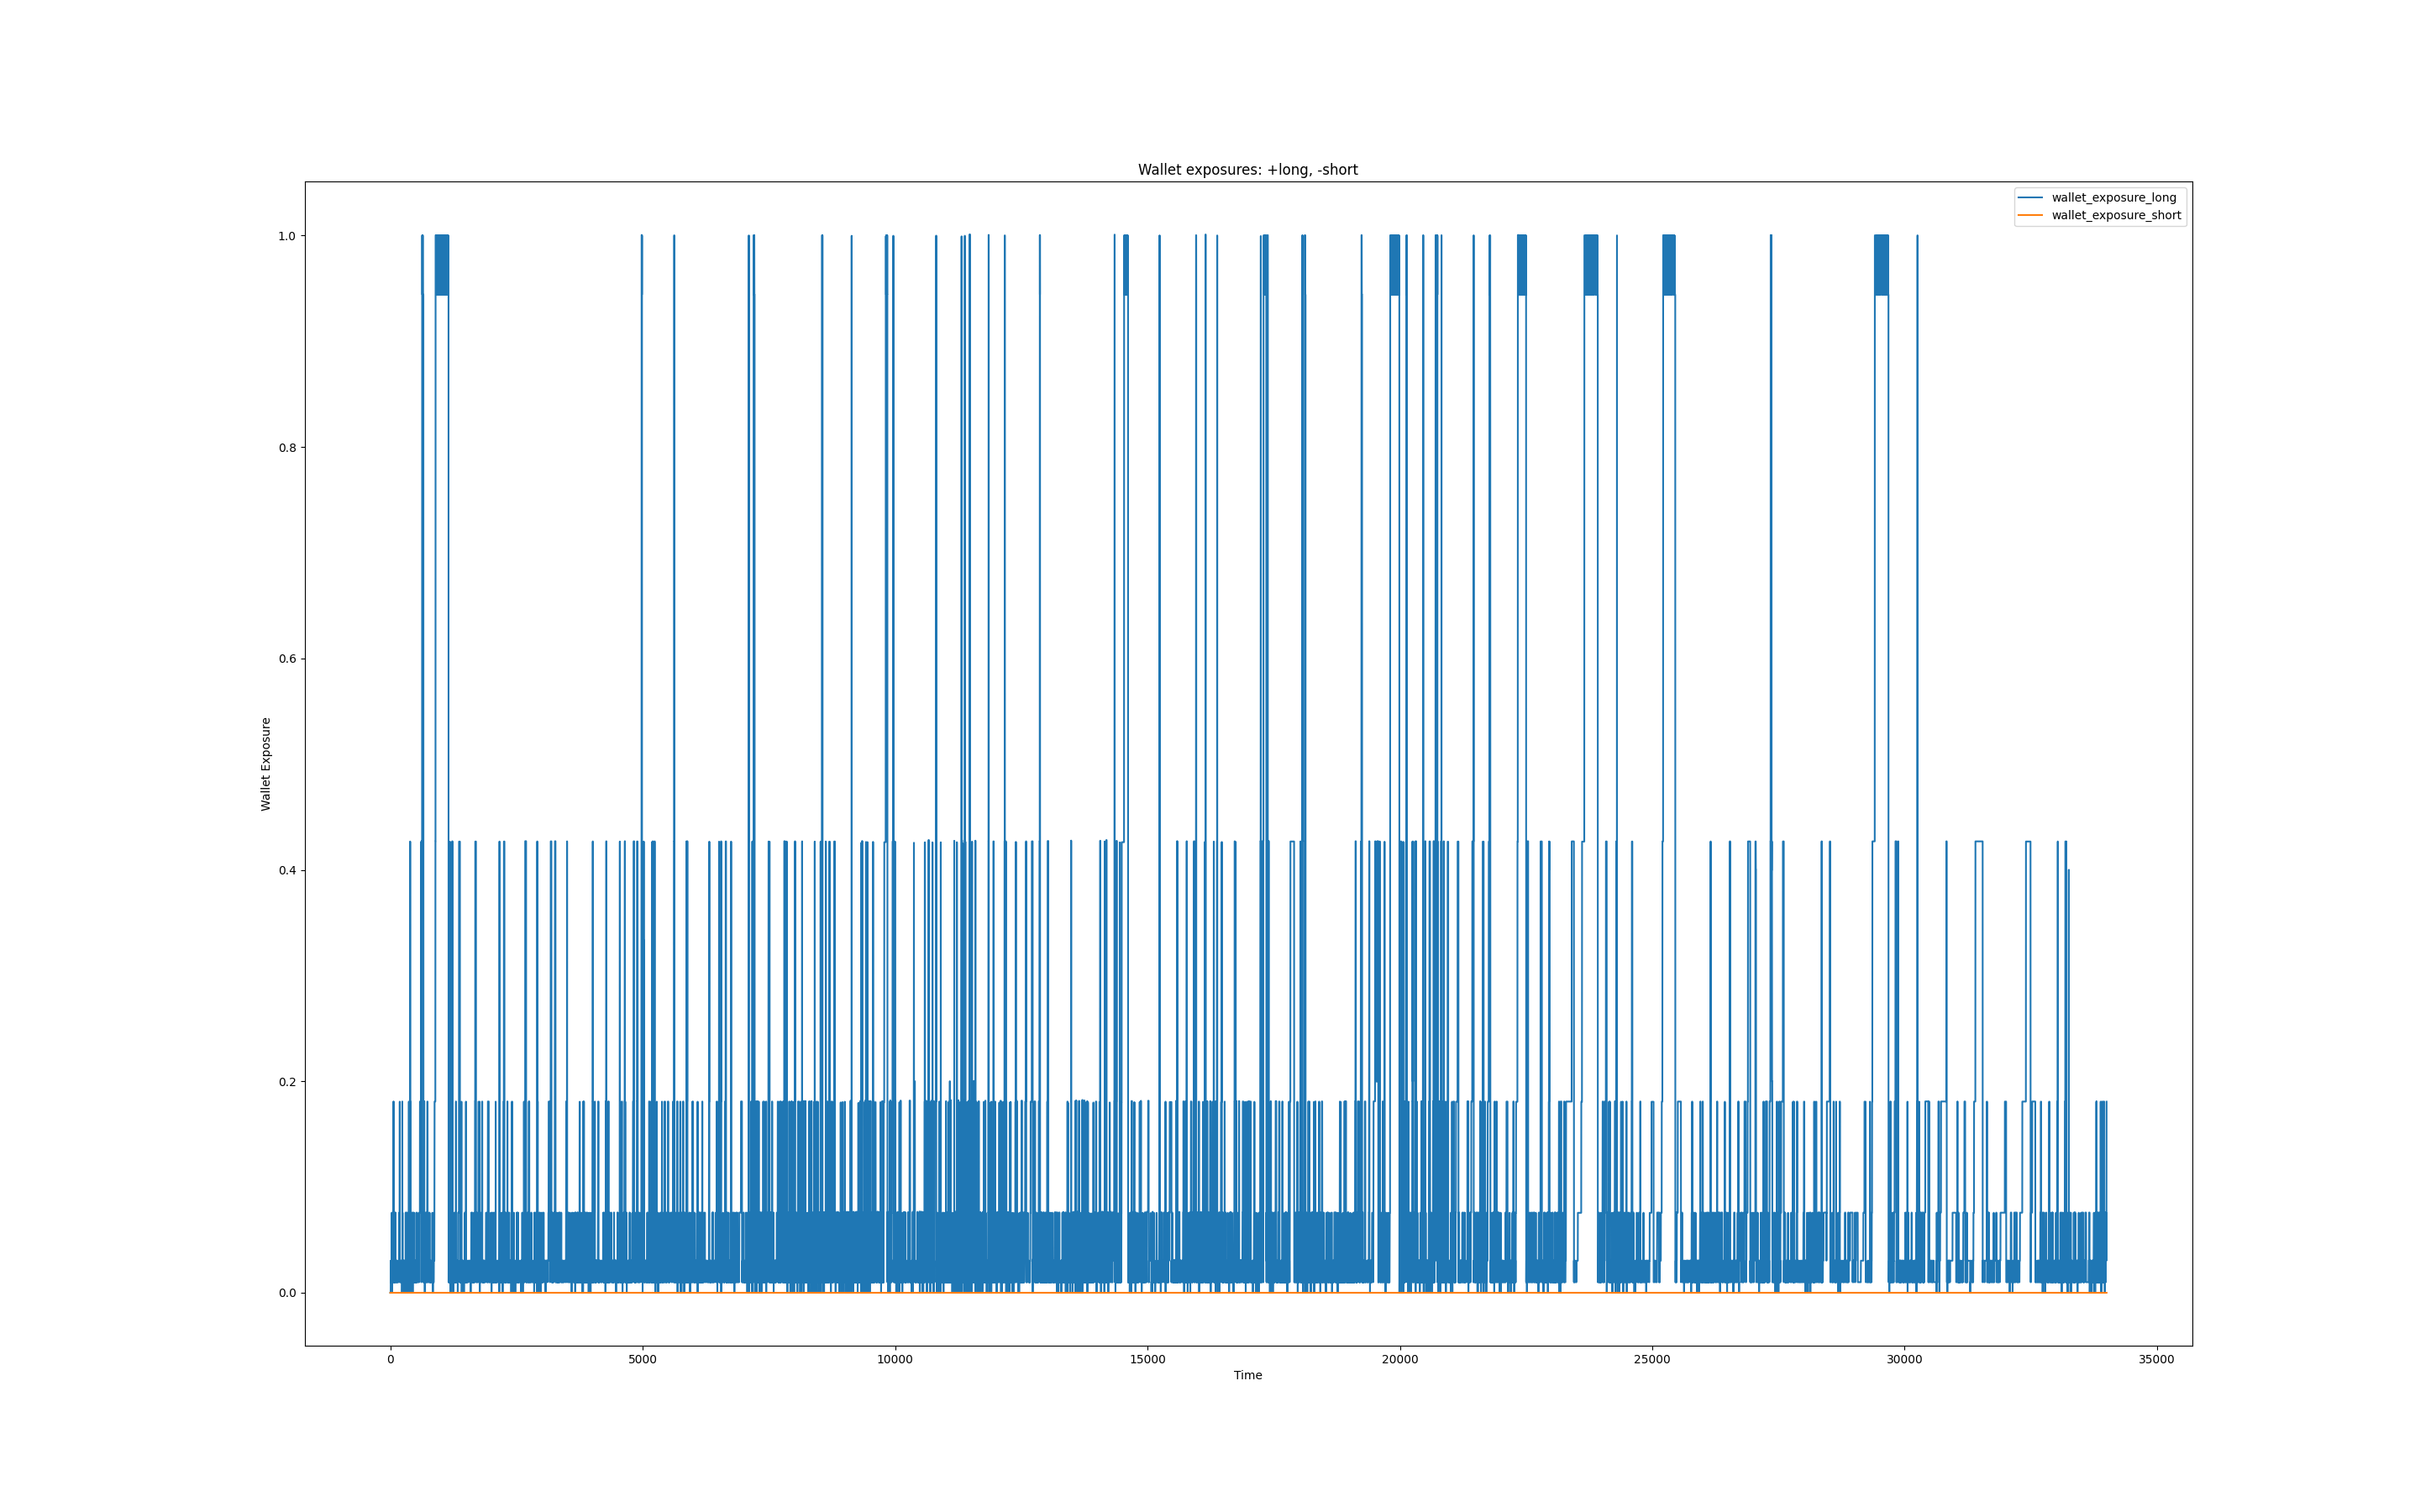 Wallet exposures: +long, -short
wallet_exposure_long
wallet_exposure_short
1.0
0.8
0.6
0.4
0.2
0.0
Wallet Exposure
0 5000 10000 15000 20000 25000 30000 35000
Time